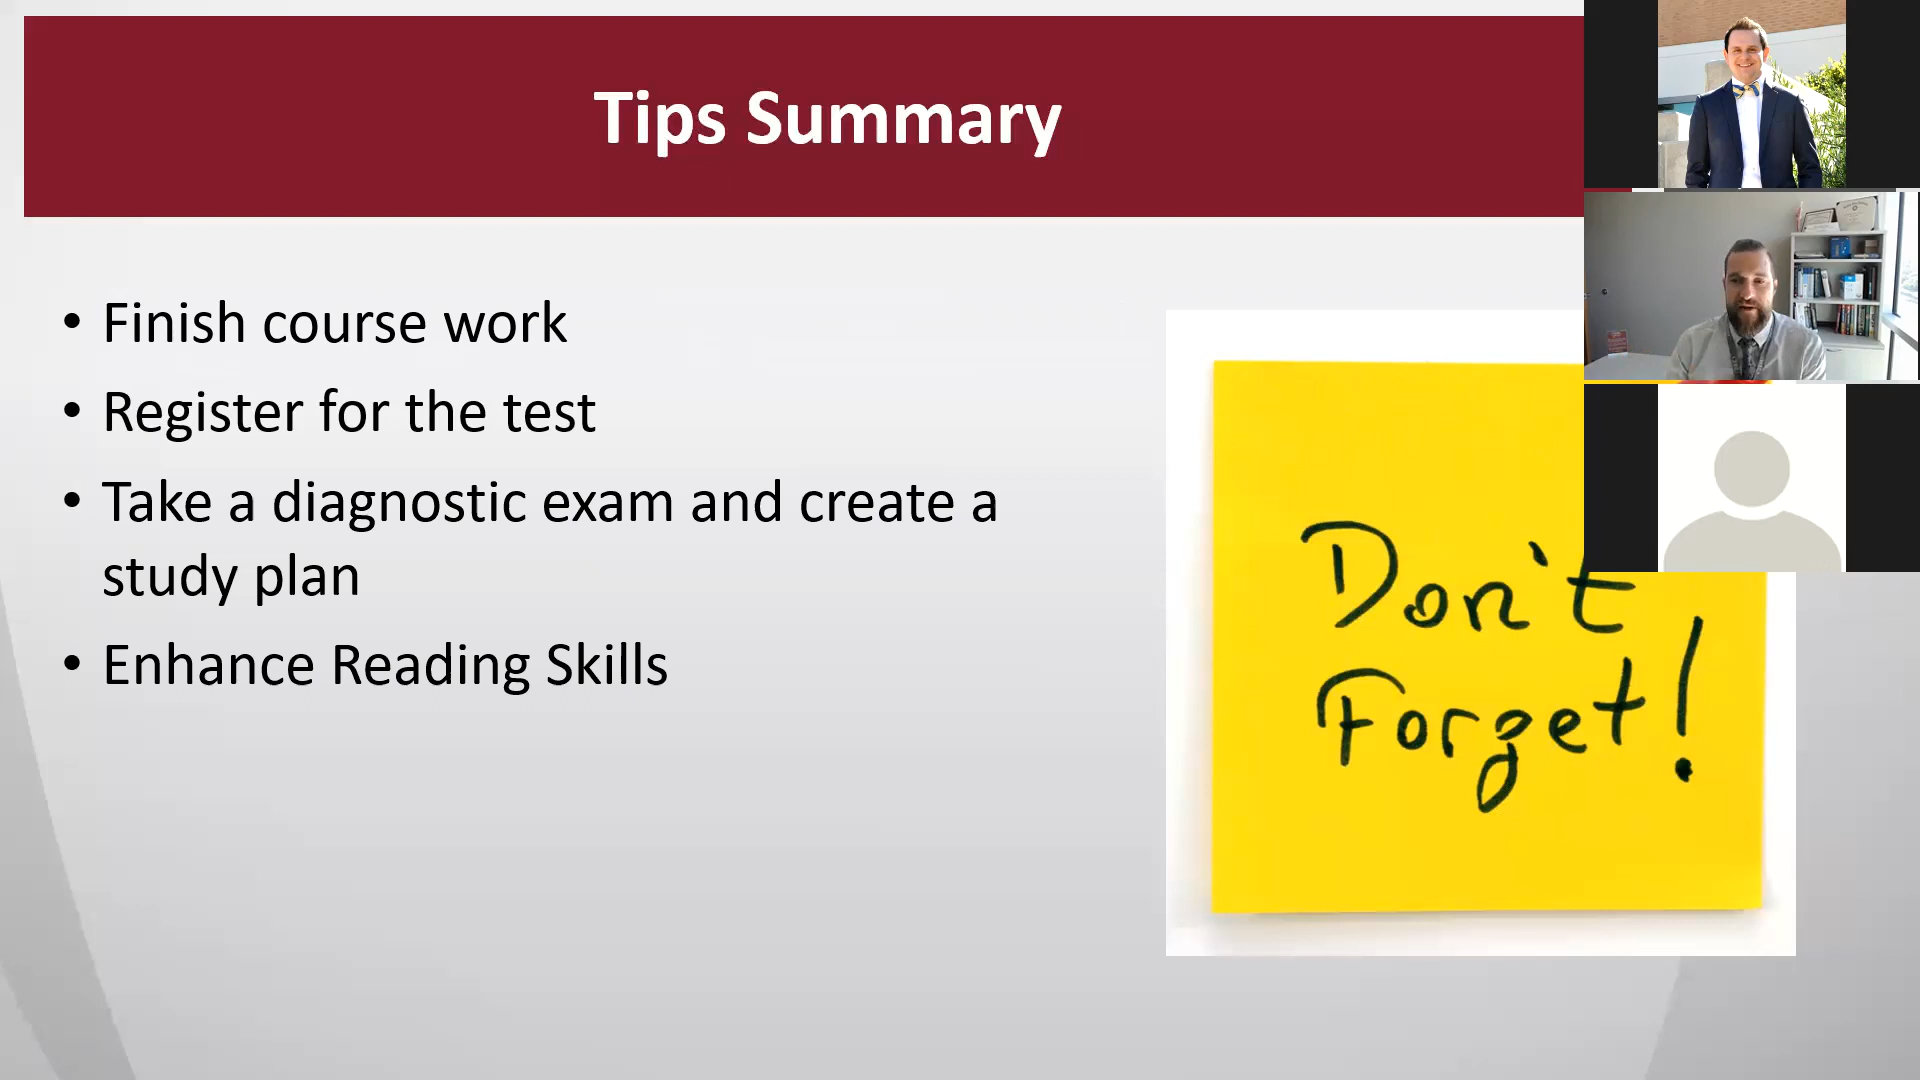 Tips Summary
• Finish course work
• Register for the test
• Take a diagnostic exam and create a
study plan
• Enhance Reading Skills
Don't
Forget!